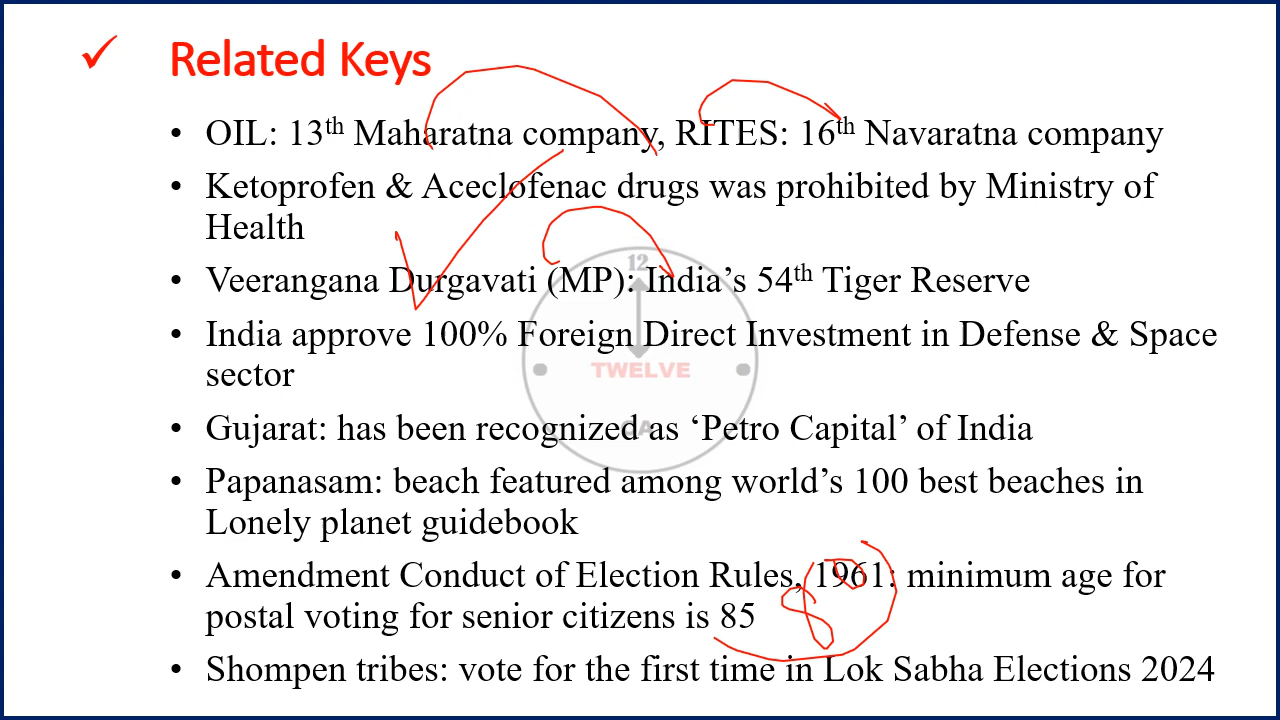 ✓ Related Keys
• OIL: 13th Maharatna company, RITES: 16th Navaratna company
• Ketoprofen & Aceclofenac drugs was prohibited by Ministry of
Health
• Veerangana Durgavati (MP): India's 54th Tiger Reserve
• India approve 100% Foreign Direct Investment in Defense & Space
sector
• Gujarat: has been recognized as ‘Petro Capital’ of India
• Papanasam: beach featured among world's 100 best beaches in
Lonely planet guidebook
• Amendment Conduct of Election Rules, 1961: minimum age for
postal voting for senior citizens is 85
80
• Shompen tribes: vote for the first time in Lok Sabha Elections 2024
12
TWELVE
CA